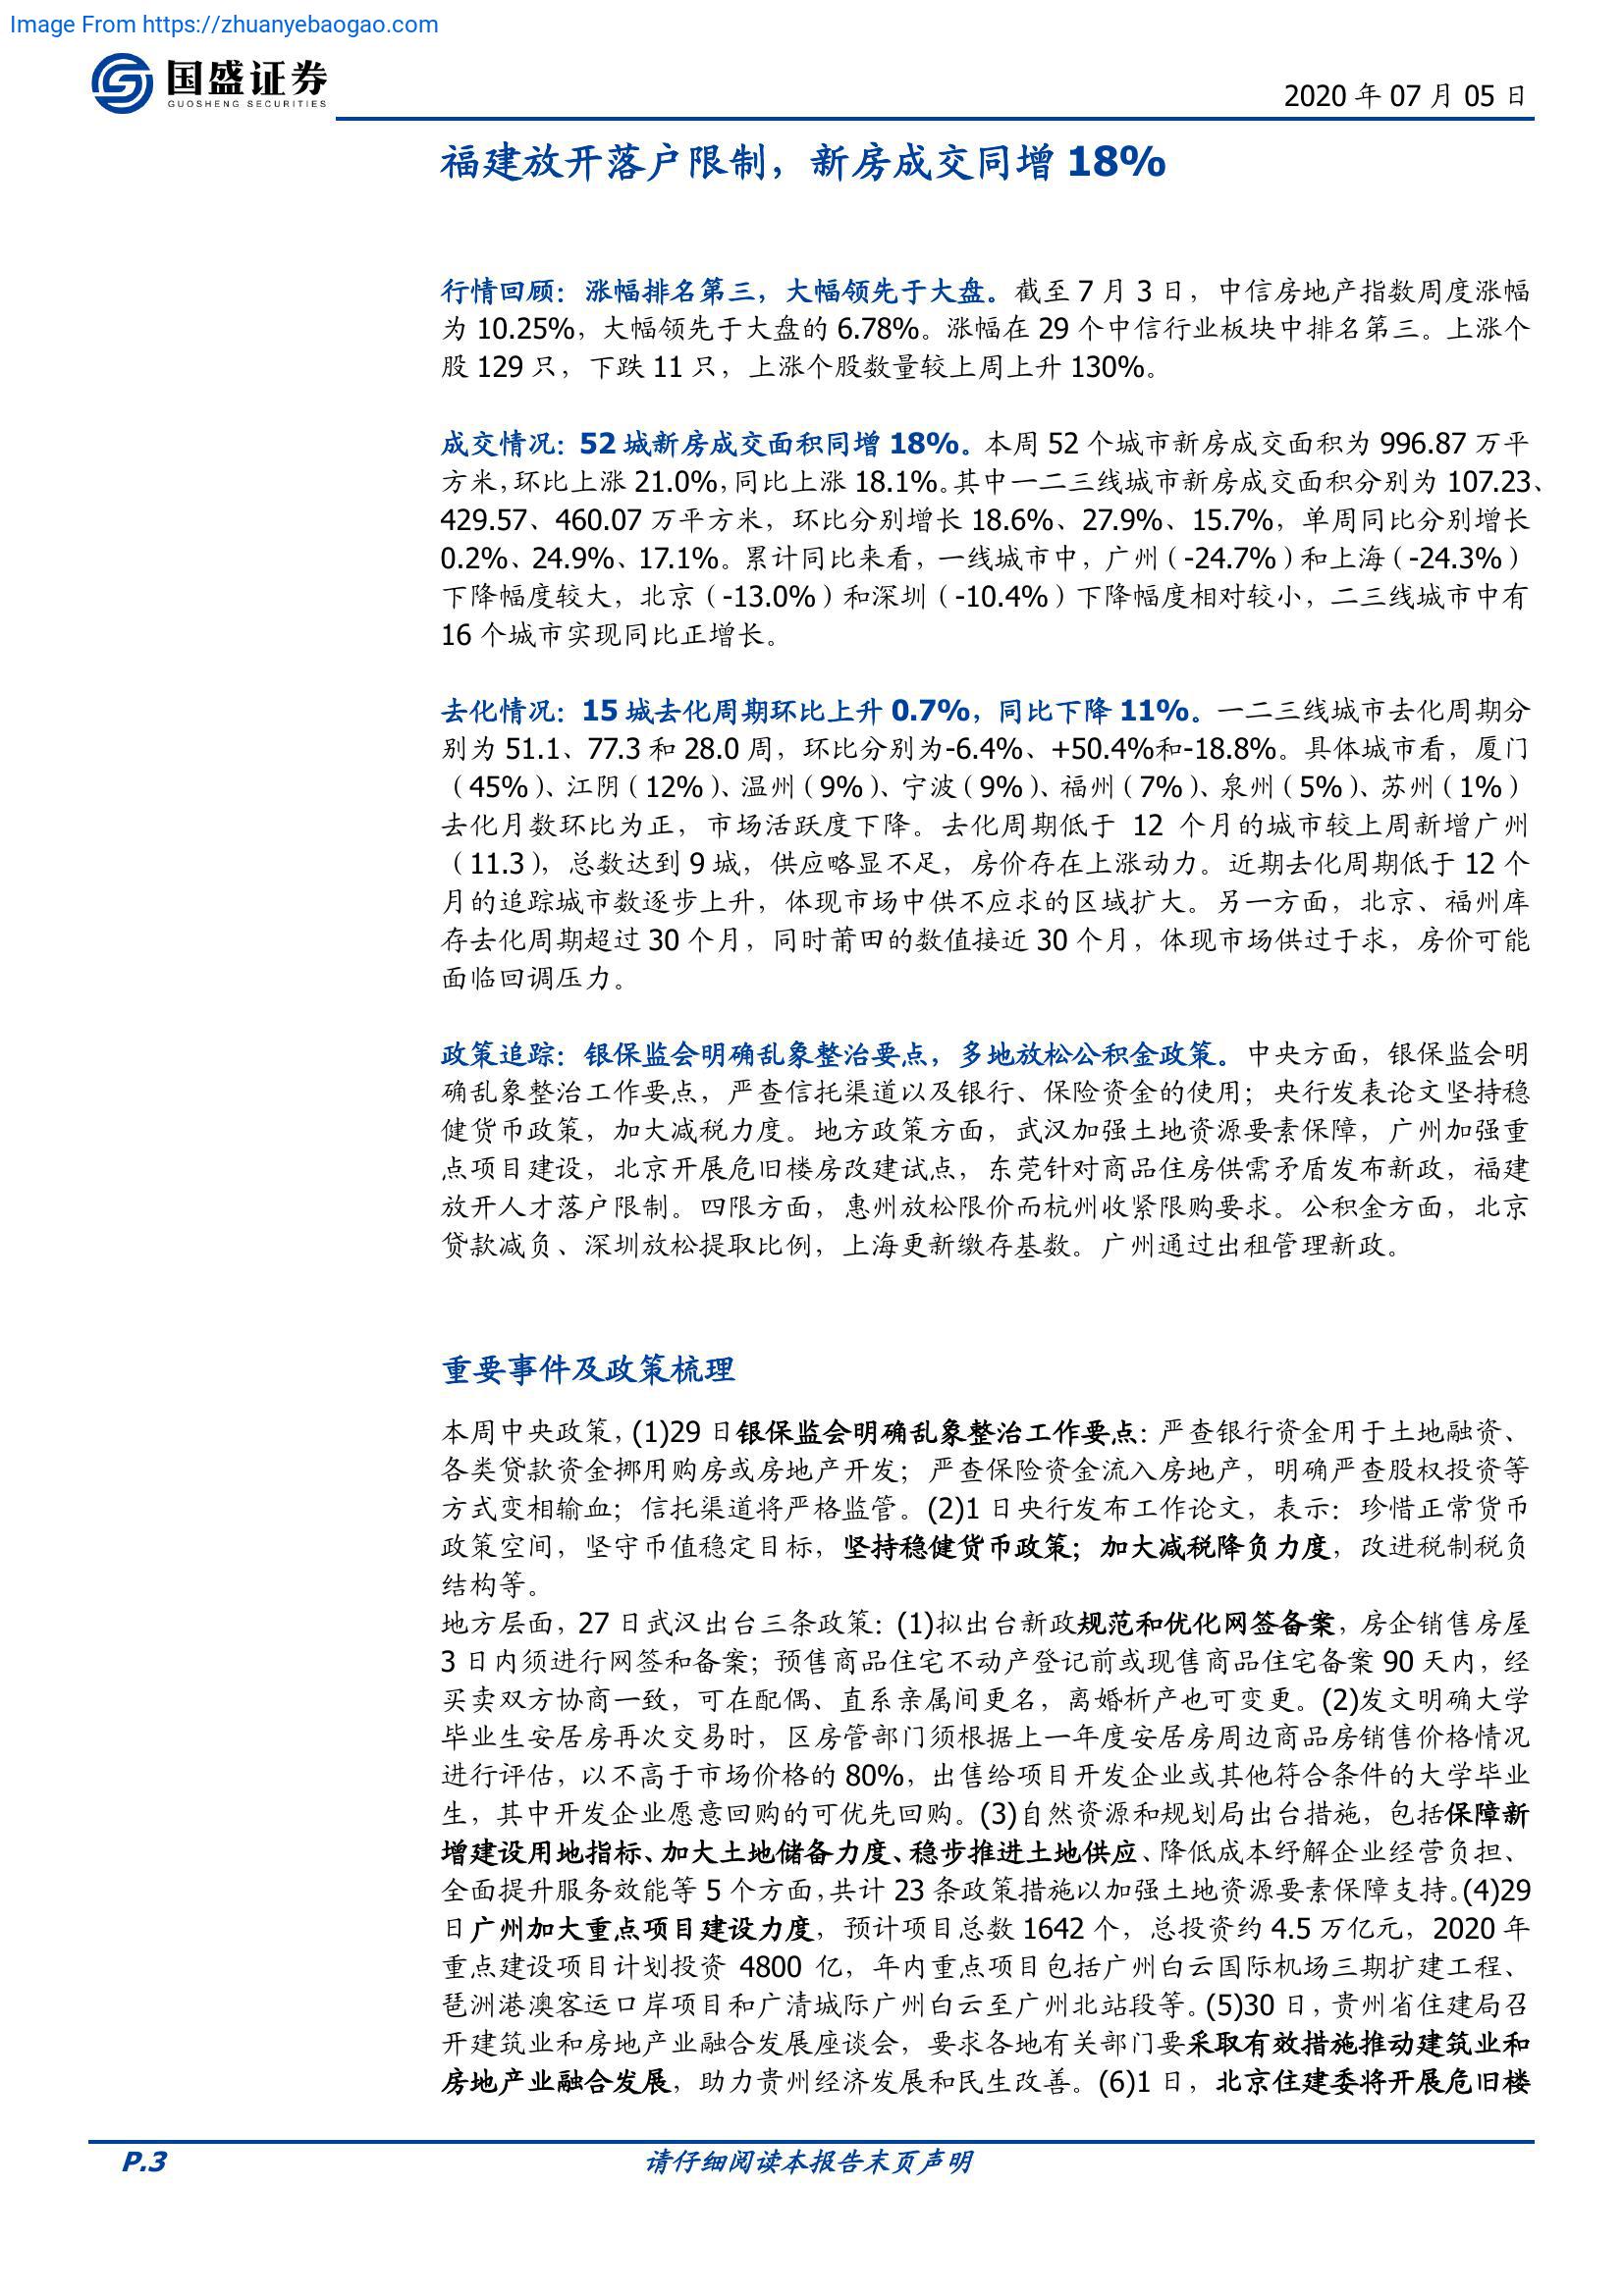 Image From https://zhuanyebaogao.com
国盛证券
GUOSHENG SECURITIES
2020 年 07 月 05 日
福建放开落户限制，新房成交同增 18%
行情回顾：涨幅排名第三，大幅领先于大盘。截至 7 月 3 日，中信房地产指数周度涨幅
为 10.25%，大幅领先于大盘的 6.78%。涨幅在 29 个中信行业板块中排名第三。上涨个
股 129 只，下跌 11 只，上涨个股数量较上周上升 130%。
成交情况：52 城新房成交面积同增 18%。本周 52 个城市新房成交面积为 996.87 万平
方米，环比上涨 21.0%，同比上涨 18.1%。其中一二三线城市新房成交面积分别为 107.23、
429.57、460.07 万平方米，环比分别增长 18.6%、27.9%、15.7%，单周同比分别增长
0.2%、24.9%、17.1%。累计同比来看，一线城市中，广州（-24.7%）和上海（-24.3%）
下降幅度较大，北京（-13.0%）和深圳（-10.4%）下降幅度相对较小，二三线城市中有
16 个城市实现同比正增长。
去化情况：15 城去化周期环比上升 0.7%，同比下降 11%。一二三线城市去化周期分
别为 51.1、77.3 和 28.0 周，环比分别为-6.4%、+50.4%和-18.8%。具体城市看，厦门
（45%）、江阴（12%）、温州（9%）、宁波（9%）、福州（7%）、泉州（5%）、苏州（1%）
去化月数环比为正，市场活跃度下降。去化周期低于 12 个月的城市较上周新增广州
（11.3），总数达到 9 城，供应略显不足，房价存在上涨动力。近期去化周期低于 12 个
月的追踪城市数逐步上升，体现市场中供不应求的区域扩大。另一方面，北京、福州库
存去化周期超过 30 个月，同时莆田的数值接近 30 个月，体现市场供过于求，房价可能
面临回调压力。
政策追踪：银保监会明确乱象整治要点，多地放松公积金政策。中央方面，银保监会明
确乱象整治工作要点，严查信托渠道以及银行、保险资金的使用；央行发表论文坚持稳
健货币政策，加大减税力度。地方政策方面，武汉加强土地资源要素保障，广州加强重
点项目建设，北京开展危旧楼房改建试点，东莞针对商品住房供需矛盾发布新政，福建
放开人才落户限制。四限方面，惠州放松限价而杭州收紧限购要求。公积金方面，北京
贷款减负、深圳放松提取比例，上海更新缴存基数。广州通过出租管理新政。
重要事件及政策梳理
本周中央政策，(1)29 日银保监会明确乱象整治工作要点：严查银行资金用于土地融资、
各类贷款资金挪用购房或房地产开发；严查保险资金流入房地产，明确严查股权投资等
方式变相输血；信托渠道将严格监管。(2)1 日央行发布工作论文，表示：珍惜正常货币
政策空间，坚守币值稳定目标，坚持稳健货币政策；加大减税降负力度，改进税制税负
结构等。
地方层面，27 日武汉出台三条政策：(1)拟出台新政规范和优化网签备案，房企销售房屋
3 日内须进行网签和备案；预售商品住宅不动产登记前或现售商品住宅备案 90 天内，经
买卖双方协商一致，可在配偶、直系亲属间更名，离婚析产也可变更。(2)发文明确大学
毕业生安居房再次交易时，区房管部门须根据上一年度安居房周边商品房销售价格情况
进行评估，以不高于市场价格的 80%，出售给项目开发企业或其他符合条件的大学毕业
生，其中开发企业愿意回购的可优先回购。(3)自然资源和规划局出台措施，包括保障新
增建设用地指标、加大土地储备力度、稳步推进土地供应、降低成本纾解企业经营负担、
全面提升服务效能等 5 个方面，共计 23 条政策措施以加强土地资源要素保障支持。(4)29
日广州加大重点项目建设力度，预计项目总数 1642 个，总投资约 4.5 万亿元，2020 年
重点建设项目计划投资 4800 亿，年内重点项目包括广州白云国际机场三期扩建工程、
琶洲港澳客运口岸项目和广清城际广州白云至广州北站段等。(5)30 日，贵州省住建局召
开建筑业和房地产业融合发展座谈会，要求各地有关部门要采取有效措施推动建筑业和
房地产业融合发展，助力贵州经济发展和民生改善。(6)1 日，北京住建委将开展危旧楼
P.3
请仔细阅读本报告末页声明